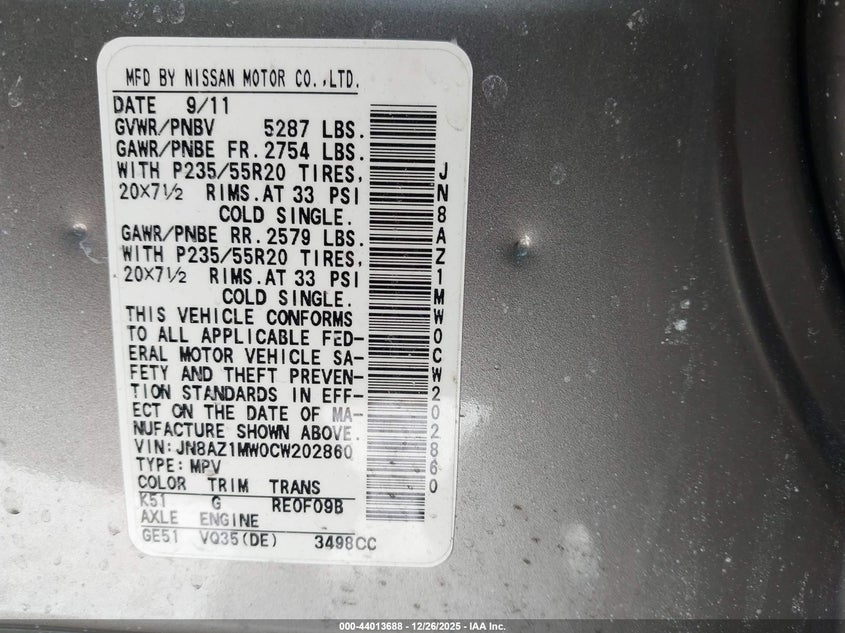 MFD BY NISSAN MOTOR CO.,LTD.
DATE 9/11
GVWR/PNBV 5287 LBS.
GAWR/PNBE FR. 2754 LBS.
WITH P235/55R20 TIRES,
20X7 1/2 RIMS.AT 33 PSI
COLD SINGLE.
GAWR/PNBE RR. 2579 LBS.
WITH P235/55R20 TIRES,
20X7 1/2 RIMS.AT 33 PSI
COLD SINGLE.
THIS VEHICLE CONFORMS
TO ALL APPLICABLE FED-
ERAL MOTOR VEHICLE SA-
FETY AND THEFT PREVEN-
TION STANDARDS IN EFF-
ECT ON THE DATE OF MA-
NUFACTURE SHOWN ABOVE.
VIN: JN8AZ1MW0CW202860
TYPE: MPV
COLOR TRIM TRANS
K51 G RE0F09B
AXLE ENGINE
GE51 VQ35(DE) 3498CC
JN8AZ1MW0CW202860
000-44013688 - 12/26/2025 - IAA Inc.